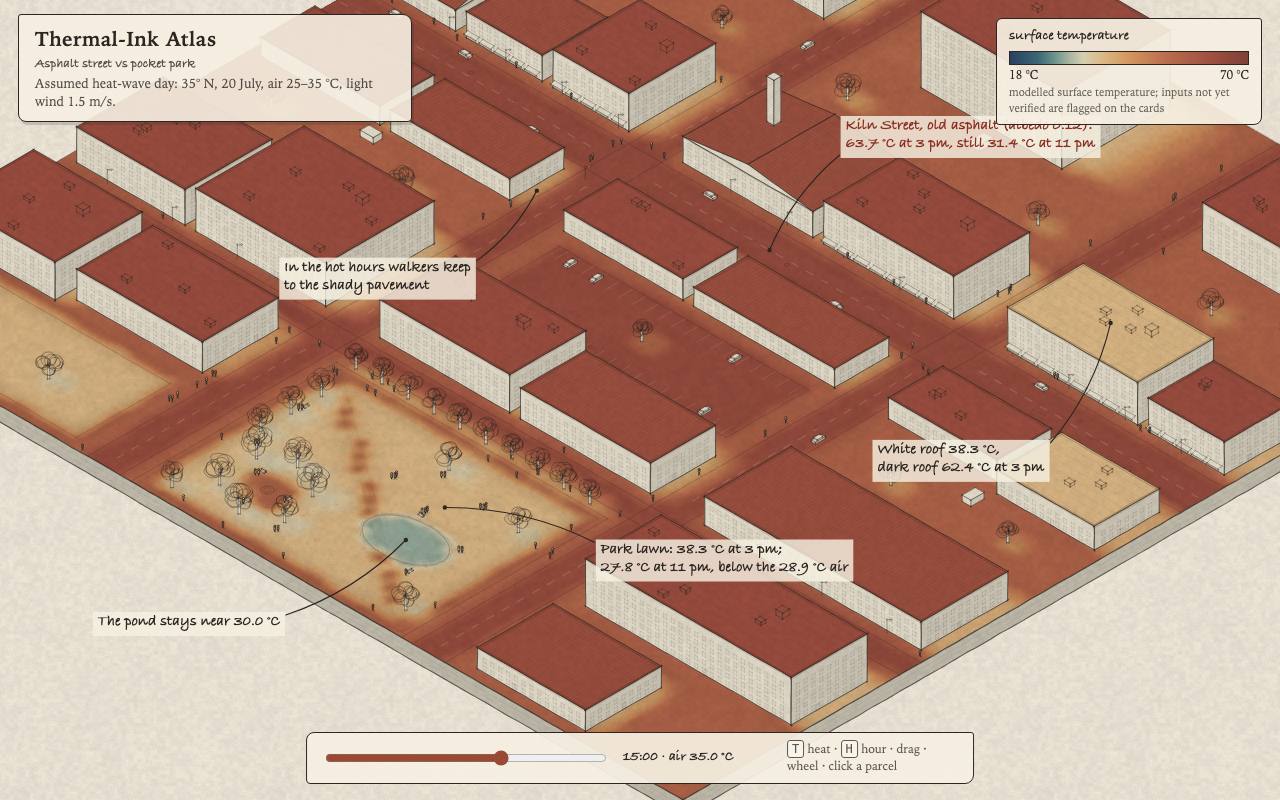 Thermal-Ink Atlas
Asphalt street vs pocket park
Assumed heat-wave day: 35° N, 20 July, air 25–35 °C, light
wind 1.5 m/s.
surface temperature
18 °C 70 °C
modelled surface temperature; inputs not yet
verified are flagged on the cards
Kiln Street, old asphalt (albedo 0.12):
63.7 °C at 3 pm, still 31.4 °C at 11 pm
In the hot hours walkers keep
to the shady pavement
White roof 38.3 °C,
dark roof 62.4 °C at 3 pm
Park lawn: 38.3 °C at 3 pm;
27.8 °C at 11 pm, below the 28.9 °C air
The pond stays near 30.0 °C
15:00 · air 35.0 °C
T heat · H hour · drag ·
wheel · click a parcel